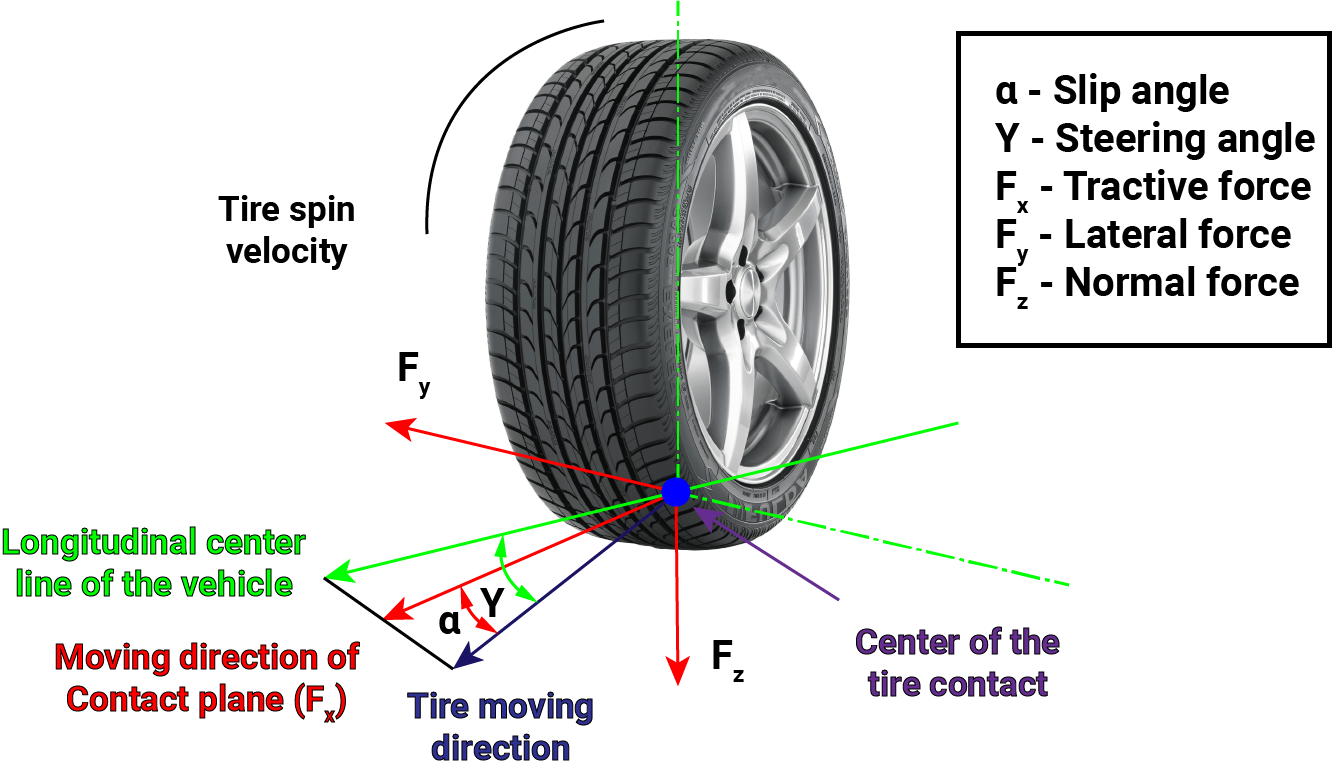 α - Slip angle
Y - Steering angle
Fx - Tractive force
Fy - Lateral force
Fz - Normal force
Tire spin
velocity
Fy
Longitudinal center
line of the vehicle
α
Y
Moving direction of
Contact plane (Fx)
Tire moving
direction
Fz
Center of the
tire contact